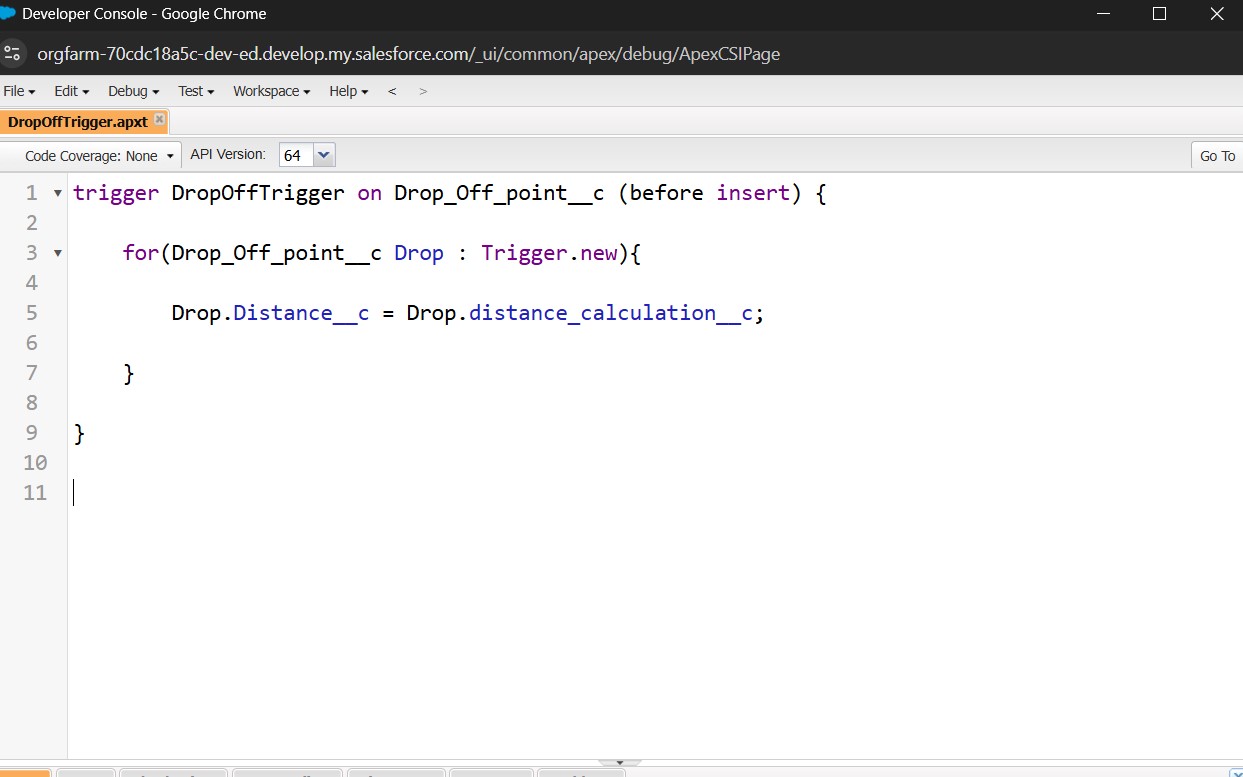 Developer Console - Google Chrome
orgfarm-70cdc18a5c-dev-ed.develop.my.salesforce.com/_ui/common/apex/debug/ApexCSIPage
File Edit Debug Test Workspace Help < >
DropOffTrigger.apxt
Code Coverage: None API Version: 64 Go To
1 trigger DropOffTrigger on Drop_Off_point__c (before insert) {
2
3 for(Drop_Off_point__c Drop : Trigger.new){
4
5 Drop.Distance__c = Drop.distance_calculation__c;
6
7 }
8
9 }
10
11